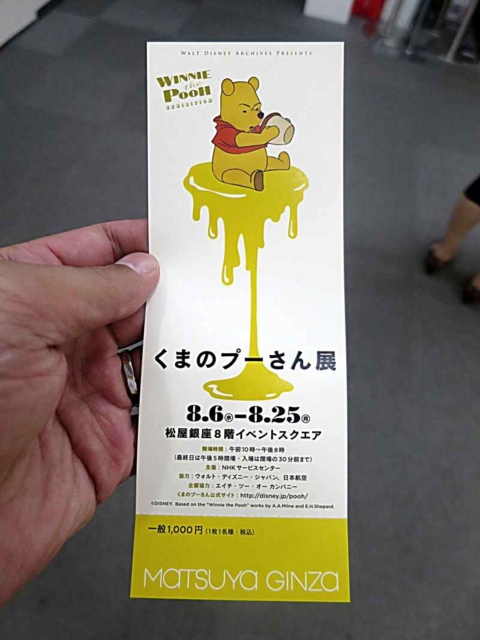 WALT DISNEY ARCHIVES PRESENTS
WINNIE
the
POOH
EXHIBITION
くまのプーさん展
8.6㊌–8.25㊊
松屋銀座8階イベントスクエア
開場時間：午前10時〜午後8時
（最終日は午後5時閉場・入場は閉場の30分前まで）
主催：NHKサービスセンター
協力：ウォルト・ディズニー・ジャパン、日本航空
企画協力：エイチ・ツー・オー カンパニー
くまのプーさん公式サイト：http://disney.jp/pooh/
©DISNEY. Based on the "Winnie the Pooh" works by A.A.Milne and E.H.Shepard.
一般1,000円（1枚1名様・税込）
MATSUYA GINZA